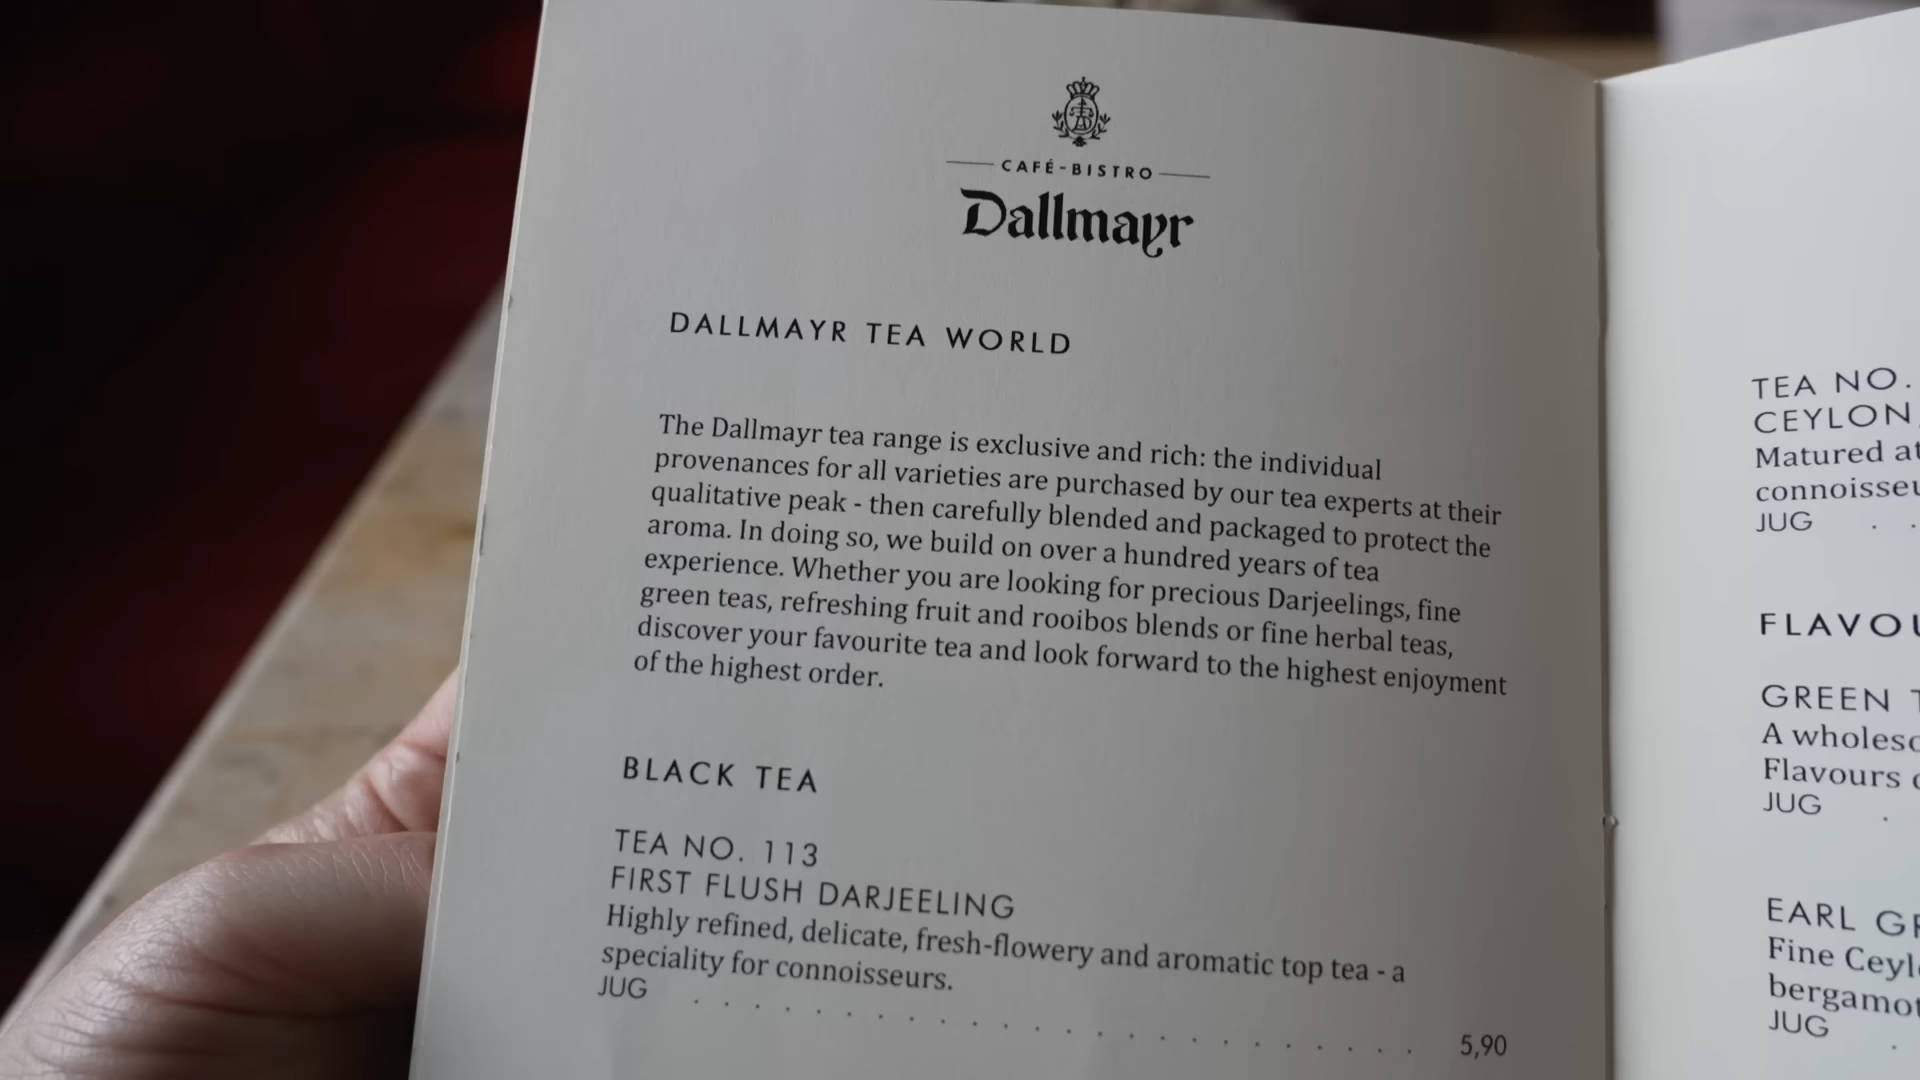 CAFÉ-BISTRO
Dallmayr
DALLMAYR TEA WORLD
The Dallmayr tea range is exclusive and rich: the individual
provenances for all varieties are purchased by our tea experts at their
qualitative peak - then carefully blended and packaged to protect the
aroma. In doing so, we build on over a hundred years of tea
experience. Whether you are looking for precious Darjeelings, fine
green teas, refreshing fruit and rooibos blends or fine herbal teas,
discover your favourite tea and look forward to the highest enjoyment
of the highest order.
BLACK TEA
TEA NO. 113
FIRST FLUSH DARJEELING
Highly refined, delicate, fresh-flowery and aromatic top tea - a
speciality for connoisseurs.
JUG . . . . . . . . . . . . . . . . . . . . . . . . 5,90
TEA NO.
CEYLON
Matured at
JUG . .
GREEN
A
Flavours
JUG .
EARL
Fine
JUG .